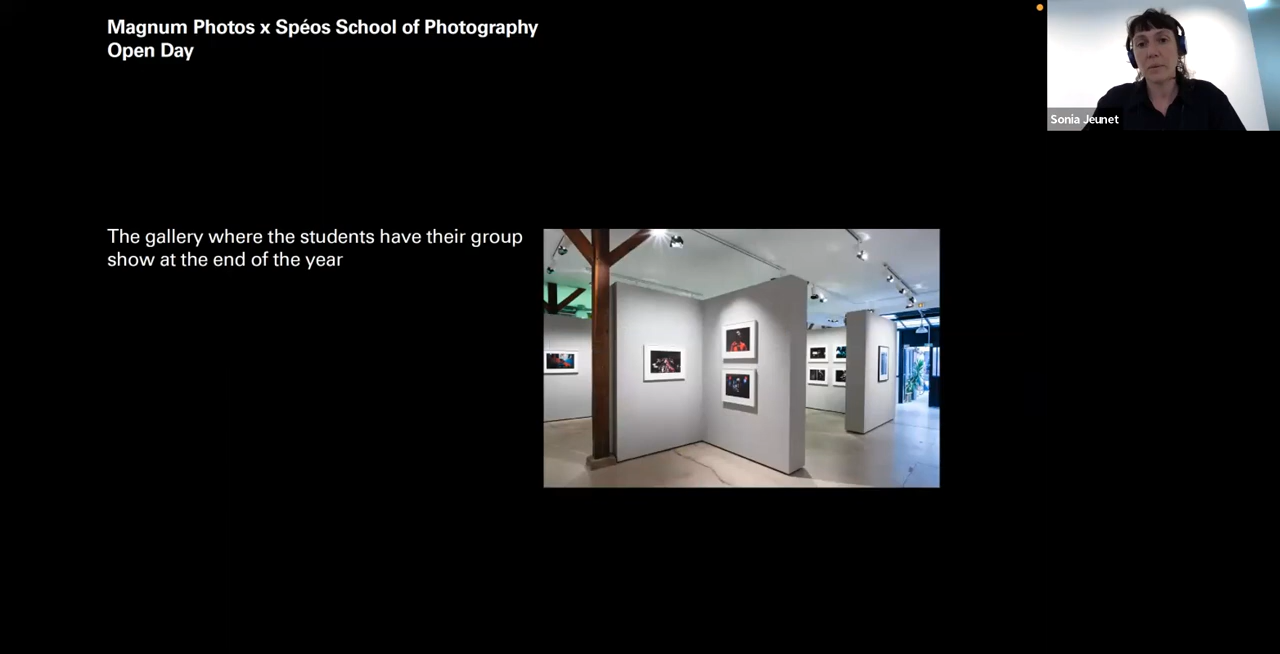 Magnum Photos x Spéos School of Photography
Open Day
Sonia Jeunet
The gallery where the students have their group
show at the end of the year